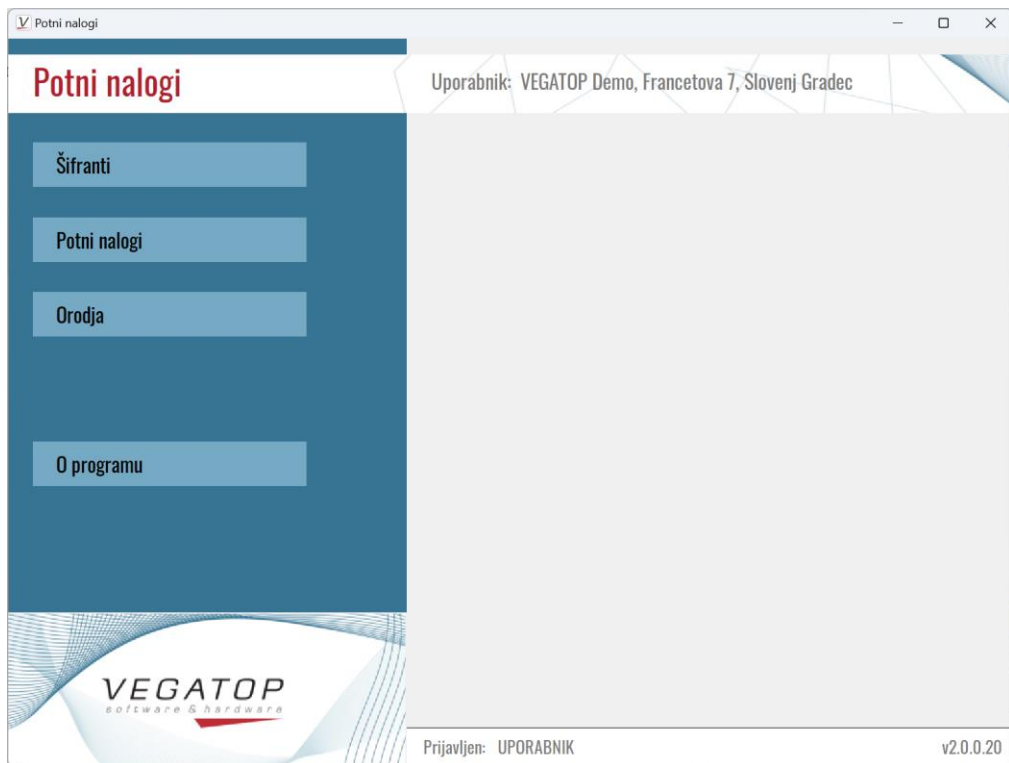 Potni nalogi
Potni nalogi
Uporabnik: VEGATOP Demo, Francetova 7, Slovenj Gradec
Šifranti
Potni nalogi
Orodja
O programu
VEGATOP
software & hardware
Prijavljen: UPORABNIK
v2.0.0.20